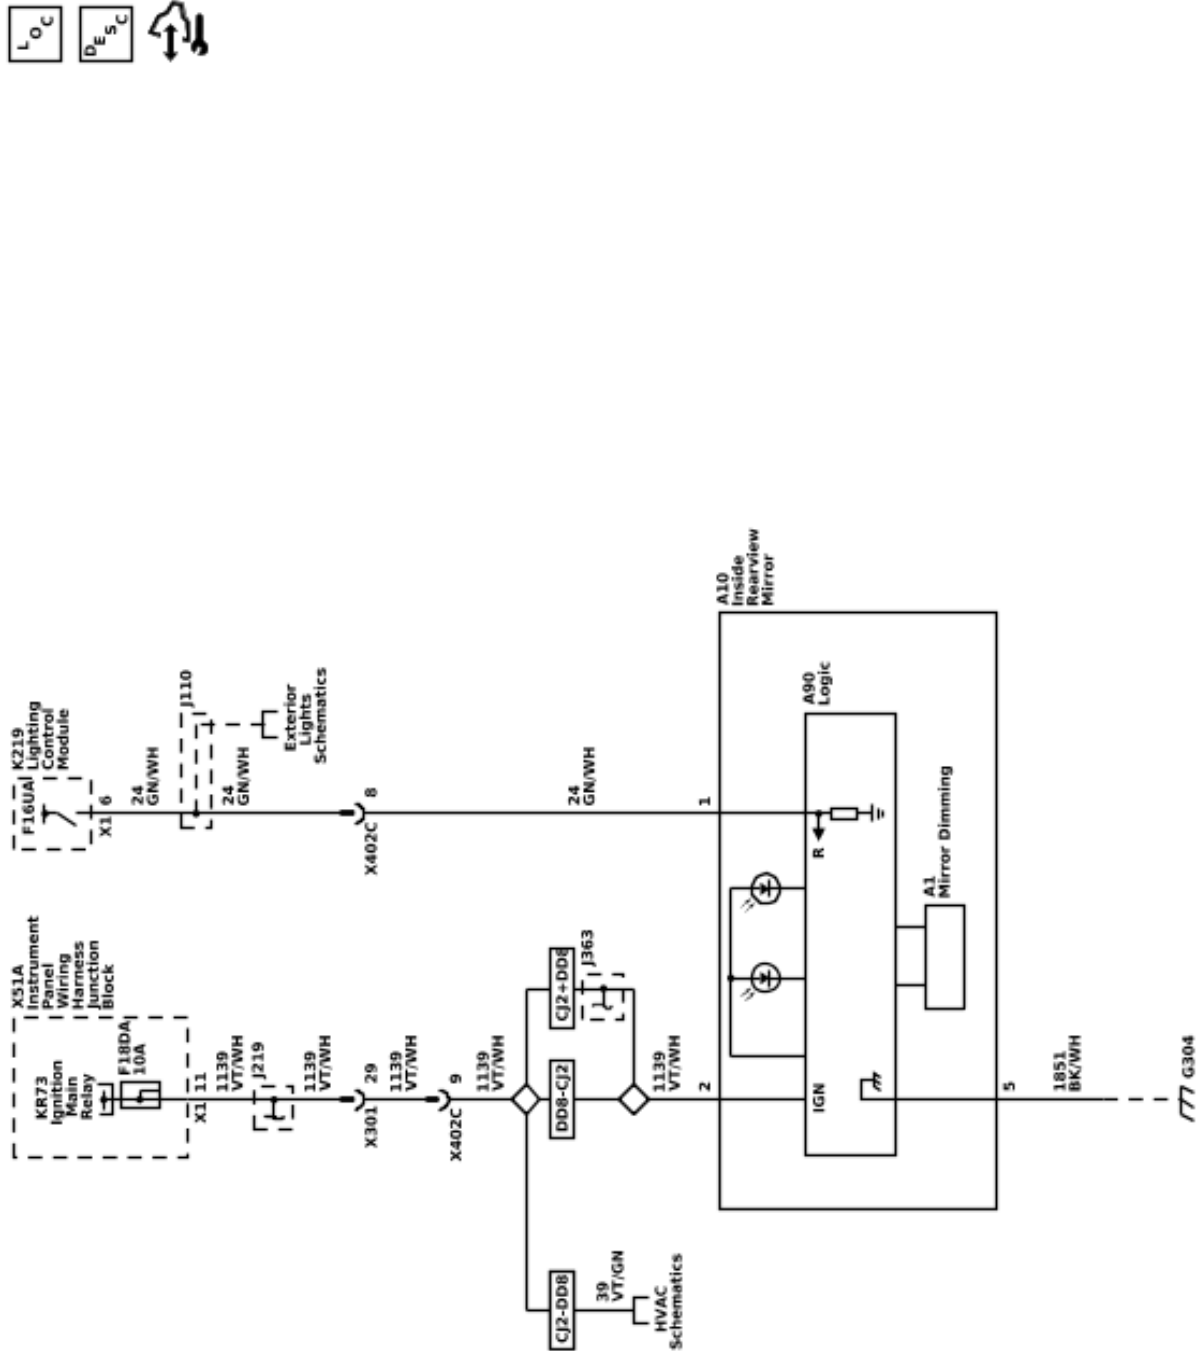 LOC
DESC
K219
Lighting
Control
Module
F16UA
X1 6
24
GN/WH
J110
24
GN/WH
Exterior
Lights
Schematics
X402C 8
24
GN/WH
1
X51A
Instrument
Panel
Wiring
Harness
Junction
Block
KR73
Ignition
Main
Relay
F18DA
10A
X1 11
1139
VT/WH
J219
1139
VT/WH
X301 29
1139
VT/WH
X402C 9
1139
VT/WH
CJ2-DD8
DD8-CJ2
CJ2+DD8
J363
39
VT/GN
HVAC
Schematics
1139
VT/WH
2
A10
Inside
Rearview
Mirror
A90
Logic
IGN
R
A1
Mirror Dimming
5
1851
BK/WH
G304